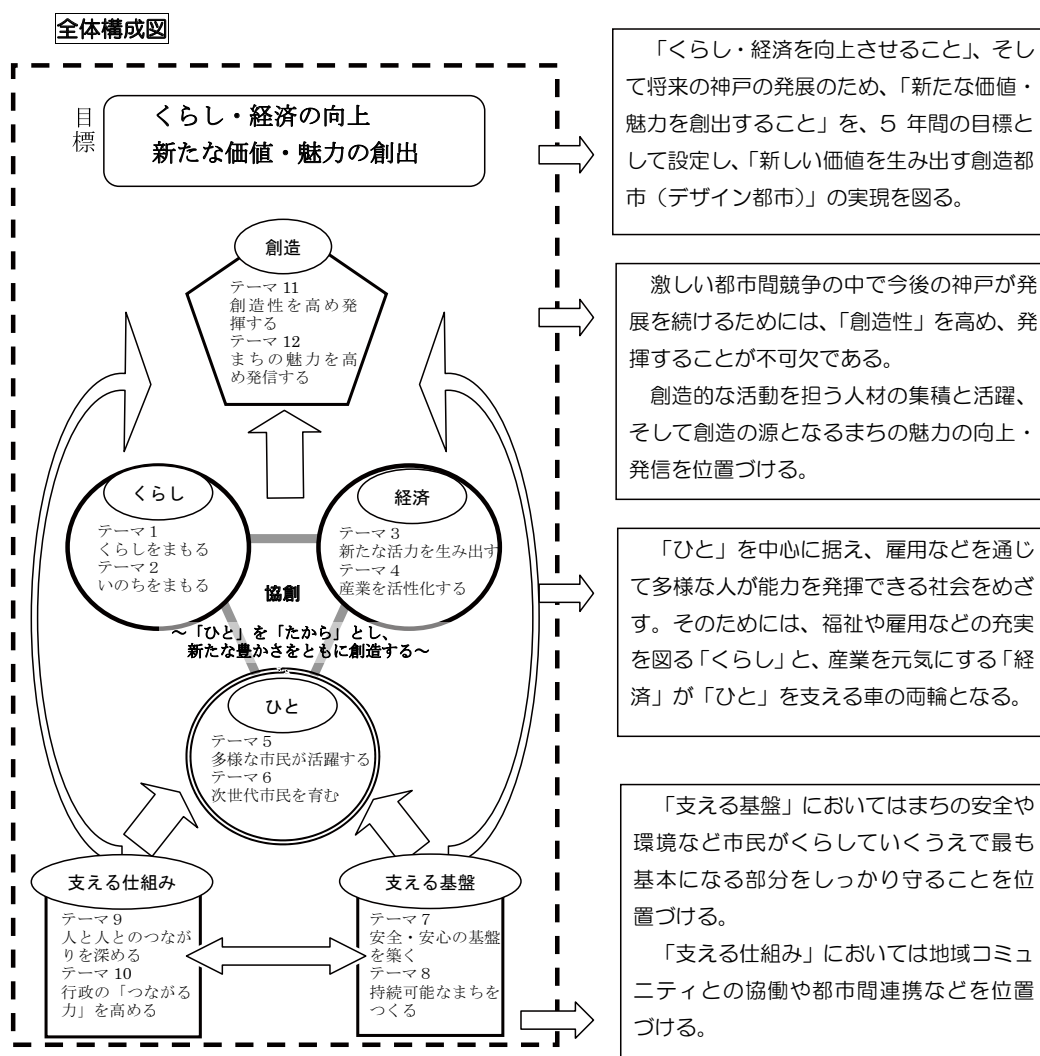 全体構成図
目標
くらし・経済の向上
新たな価値・魅力の創出
「くらし・経済を向上させること」、そし
て将来の神戸の発展のため、「新たな価値・
魅力を創出すること」を、5 年間の目標と
して設定し、「新しい価値を生み出す創造都
市（デザイン都市）」の実現を図る。
創造
テーマ 11
創造性を高め発
揮する
テーマ 12
まちの魅力を高
め発信する
激しい都市間競争の中で今後の神戸が発
展を続けるためには、「創造性」を高め、発
揮することが不可欠である。
創造的な活動を担う人材の集積と活躍、
そして創造の源となるまちの魅力の向上・
発信を位置づける。
くらし
テーマ 1
くらしをまもる
テーマ 2
いのちをまもる
経済
テーマ 3
新たな活力を生み出す
テーマ 4
産業を活性化する
協創
～「ひと」を「たから」とし、
新たな豊かさをともに創造する～
ひと
テーマ 5
多様な市民が活躍する
テーマ 6
次世代市民を育む
「ひと」を中心に据え、雇用などを通じ
て多様な人が能力を発揮できる社会をめざ
す。そのためには、福祉や雇用などの充実
を図る「くらし」と、産業を元気にする「経
済」が「ひと」を支える車の両輪となる。
支える仕組み
テーマ 9
人と人とのつなが
りを深める
テーマ 10
行政の「つながる
力」を高める
支える基盤
テーマ 7
安全・安心の基盤
を築く
テーマ 8
持続可能なまちを
つくる
「支える基盤」においてはまちの安全や
環境など市民がくらしていくうえで最も
基本になる部分をしっかり守ることを位
置づける。
「支える仕組み」においては地域コミュ
ニティとの協働や都市間連携などを位置
づける。